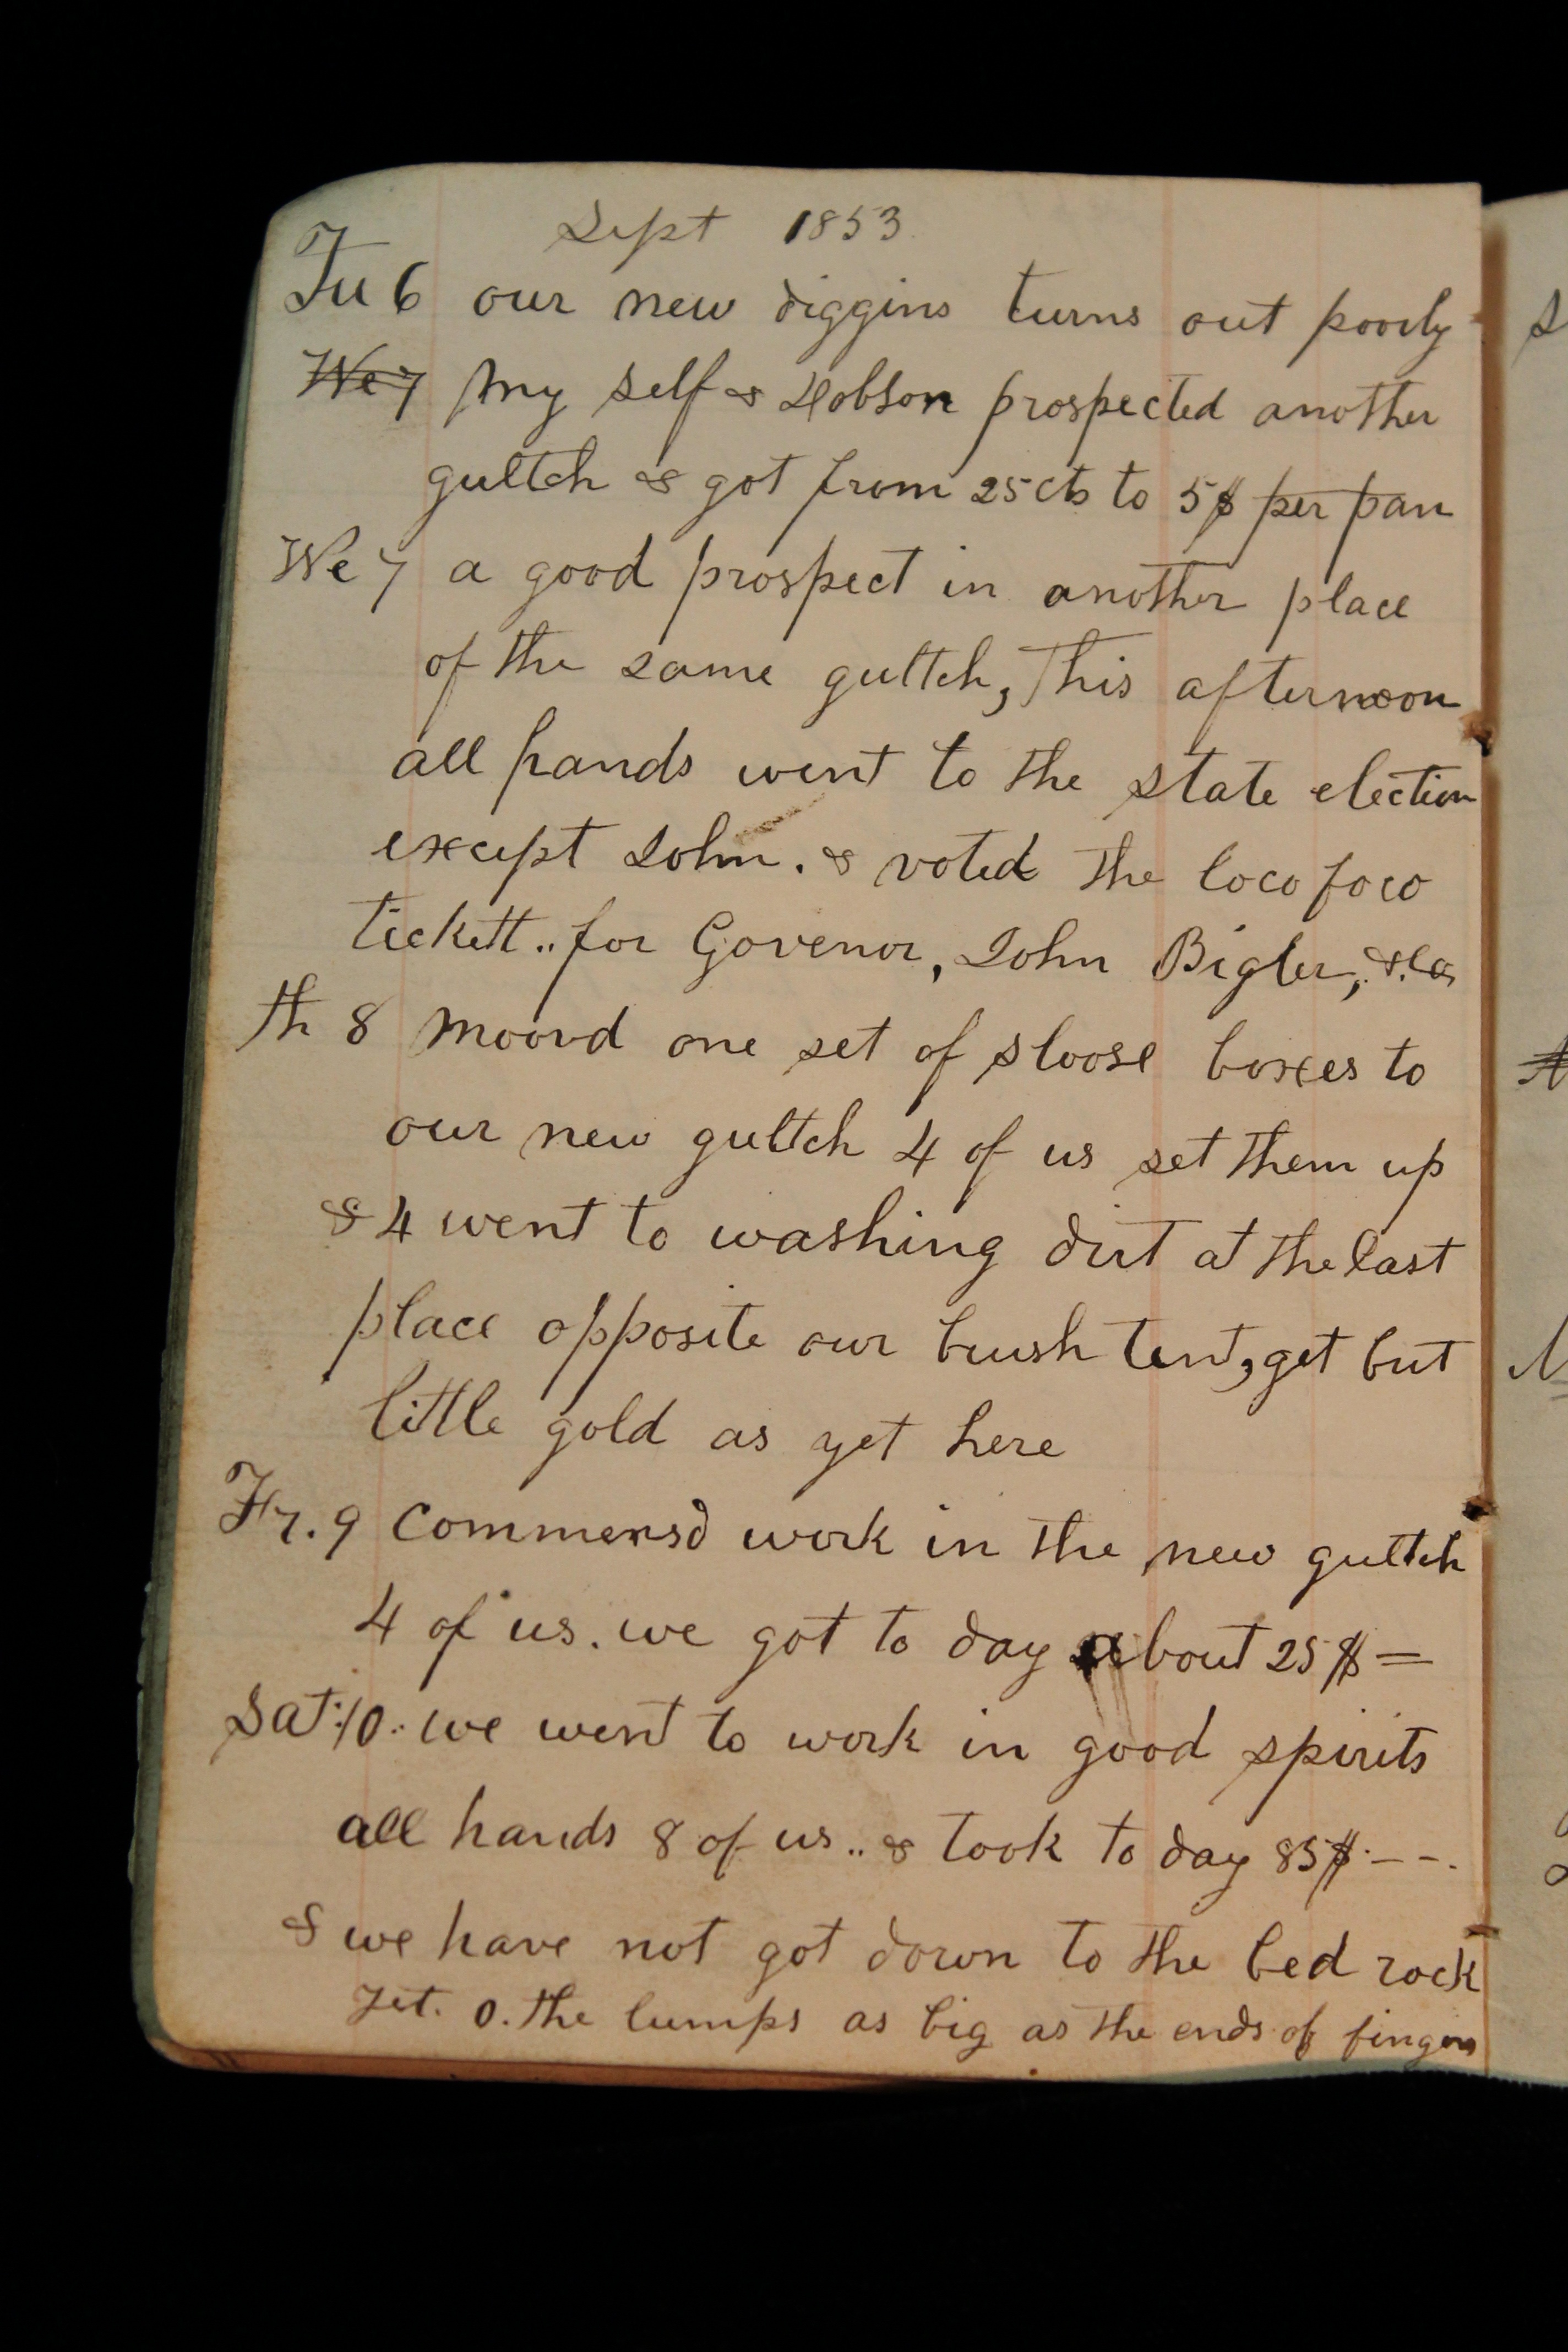 Sept 1853
Tu 6 our new diggins turns out poorly
We 7 my self & Hobson prospected another
gultch & got from 25 cts to 5$ per pan
We 7 a good prospect in another place
of the same gultch, This afternoon
all hands went to the state election
except John. & voted the loco foco
tickett .. for Govenor, John Bigler, &.c
th 8 moovd one set of sloose boxes to
our new gultch 4 of us set them up
& 4 went to washing dirt at the last
place opposite our brush tent, get but
little gold as yet here
Fr. 9 Commensd work in the new gultch
4 of us. we got to day about 25 $ =
Sat. 10.. we went to work in good spirits
all hands 8 of us .. & took to day 85$ - - -.
& we have not got down to the bed rock
yet. O. the lumps as big as the ends of fingers